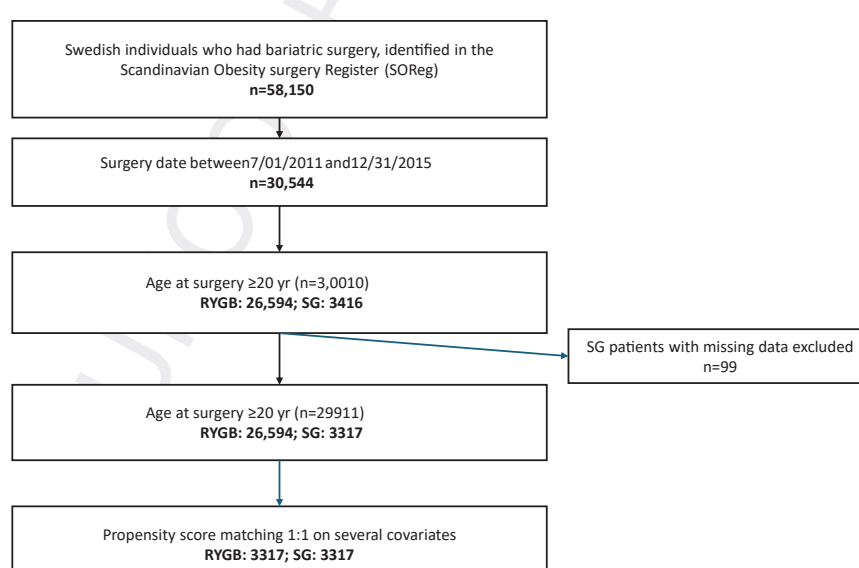 Swedish individuals who had bariatric surgery, identified in the
Scandinavian Obesity surgery Register (SOReg)
n=58,150
Surgery date between7/01/2011and12/31/2015
n=30,544
Age at surgery ≥20 yr (n=3,0010)
RYGB: 26,594; SG: 3416
SG patients with missing data excluded
n=99
Age at surgery ≥20 yr (n=29911)
RYGB: 26,594; SG: 3317
Propensity score matching 1:1 on several covariates
RYGB: 3317; SG: 3317